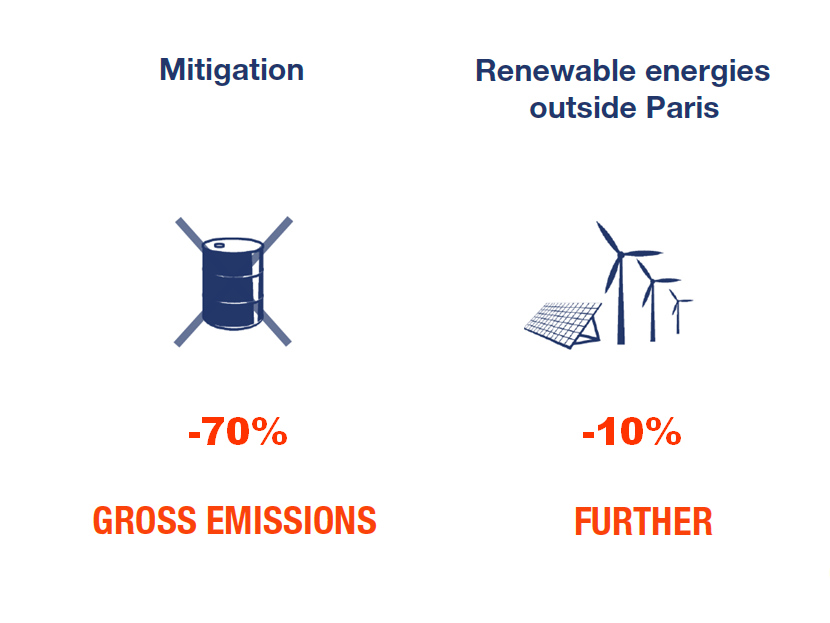 Mitigation
Renewable energies
outside Paris
-70%
-10%
GROSS EMISSIONS
FURTHER